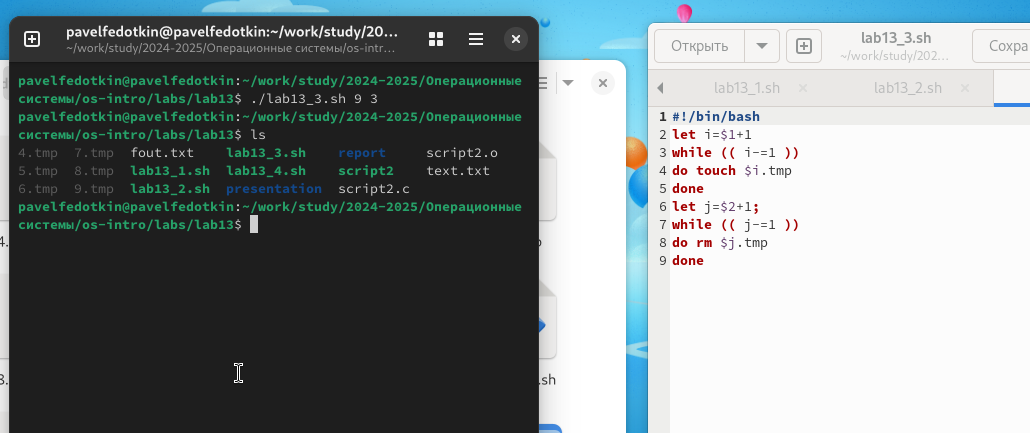 pavelfedotkin@pavelfedotkin:~/work/study/20...
~/work/study/2024-2025/Операционные системы/os-intr...
pavelfedotkin@pavelfedotkin:~/work/study/2024-2025/Операционные
системы/os-intro/labs/lab13$ ./lab13_3.sh 9 3
pavelfedotkin@pavelfedotkin:~/work/study/2024-2025/Операционные
системы/os-intro/labs/lab13$ ls
4.tmp 7.tmp fout.txt lab13_3.sh report script2.o
5.tmp 8.tmp lab13_1.sh lab13_4.sh script2 text.txt
6.tmp 9.tmp lab13_2.sh presentation script2.c
pavelfedotkin@pavelfedotkin:~/work/study/2024-2025/Операционные
системы/os-intro/labs/lab13$
.sh
Открыть
lab13_3.sh
~/work/study/202...
Сохра
lab13_1.sh
lab13_2.sh
1 #!/bin/bash
2 let i=$1+1
3 while (( i-=1 ))
4 do touch $i.tmp
5 done
6 let j=$2+1;
7 while (( j-=1 ))
8 do rm $j.tmp
9 done